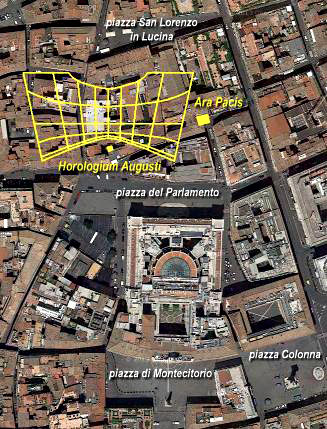 piazza San Lorenzo
in Lucina
Ara Pacis
Horologium Augusti
piazza del Parlamento
piazza Colonna
piazza di Montecitorio